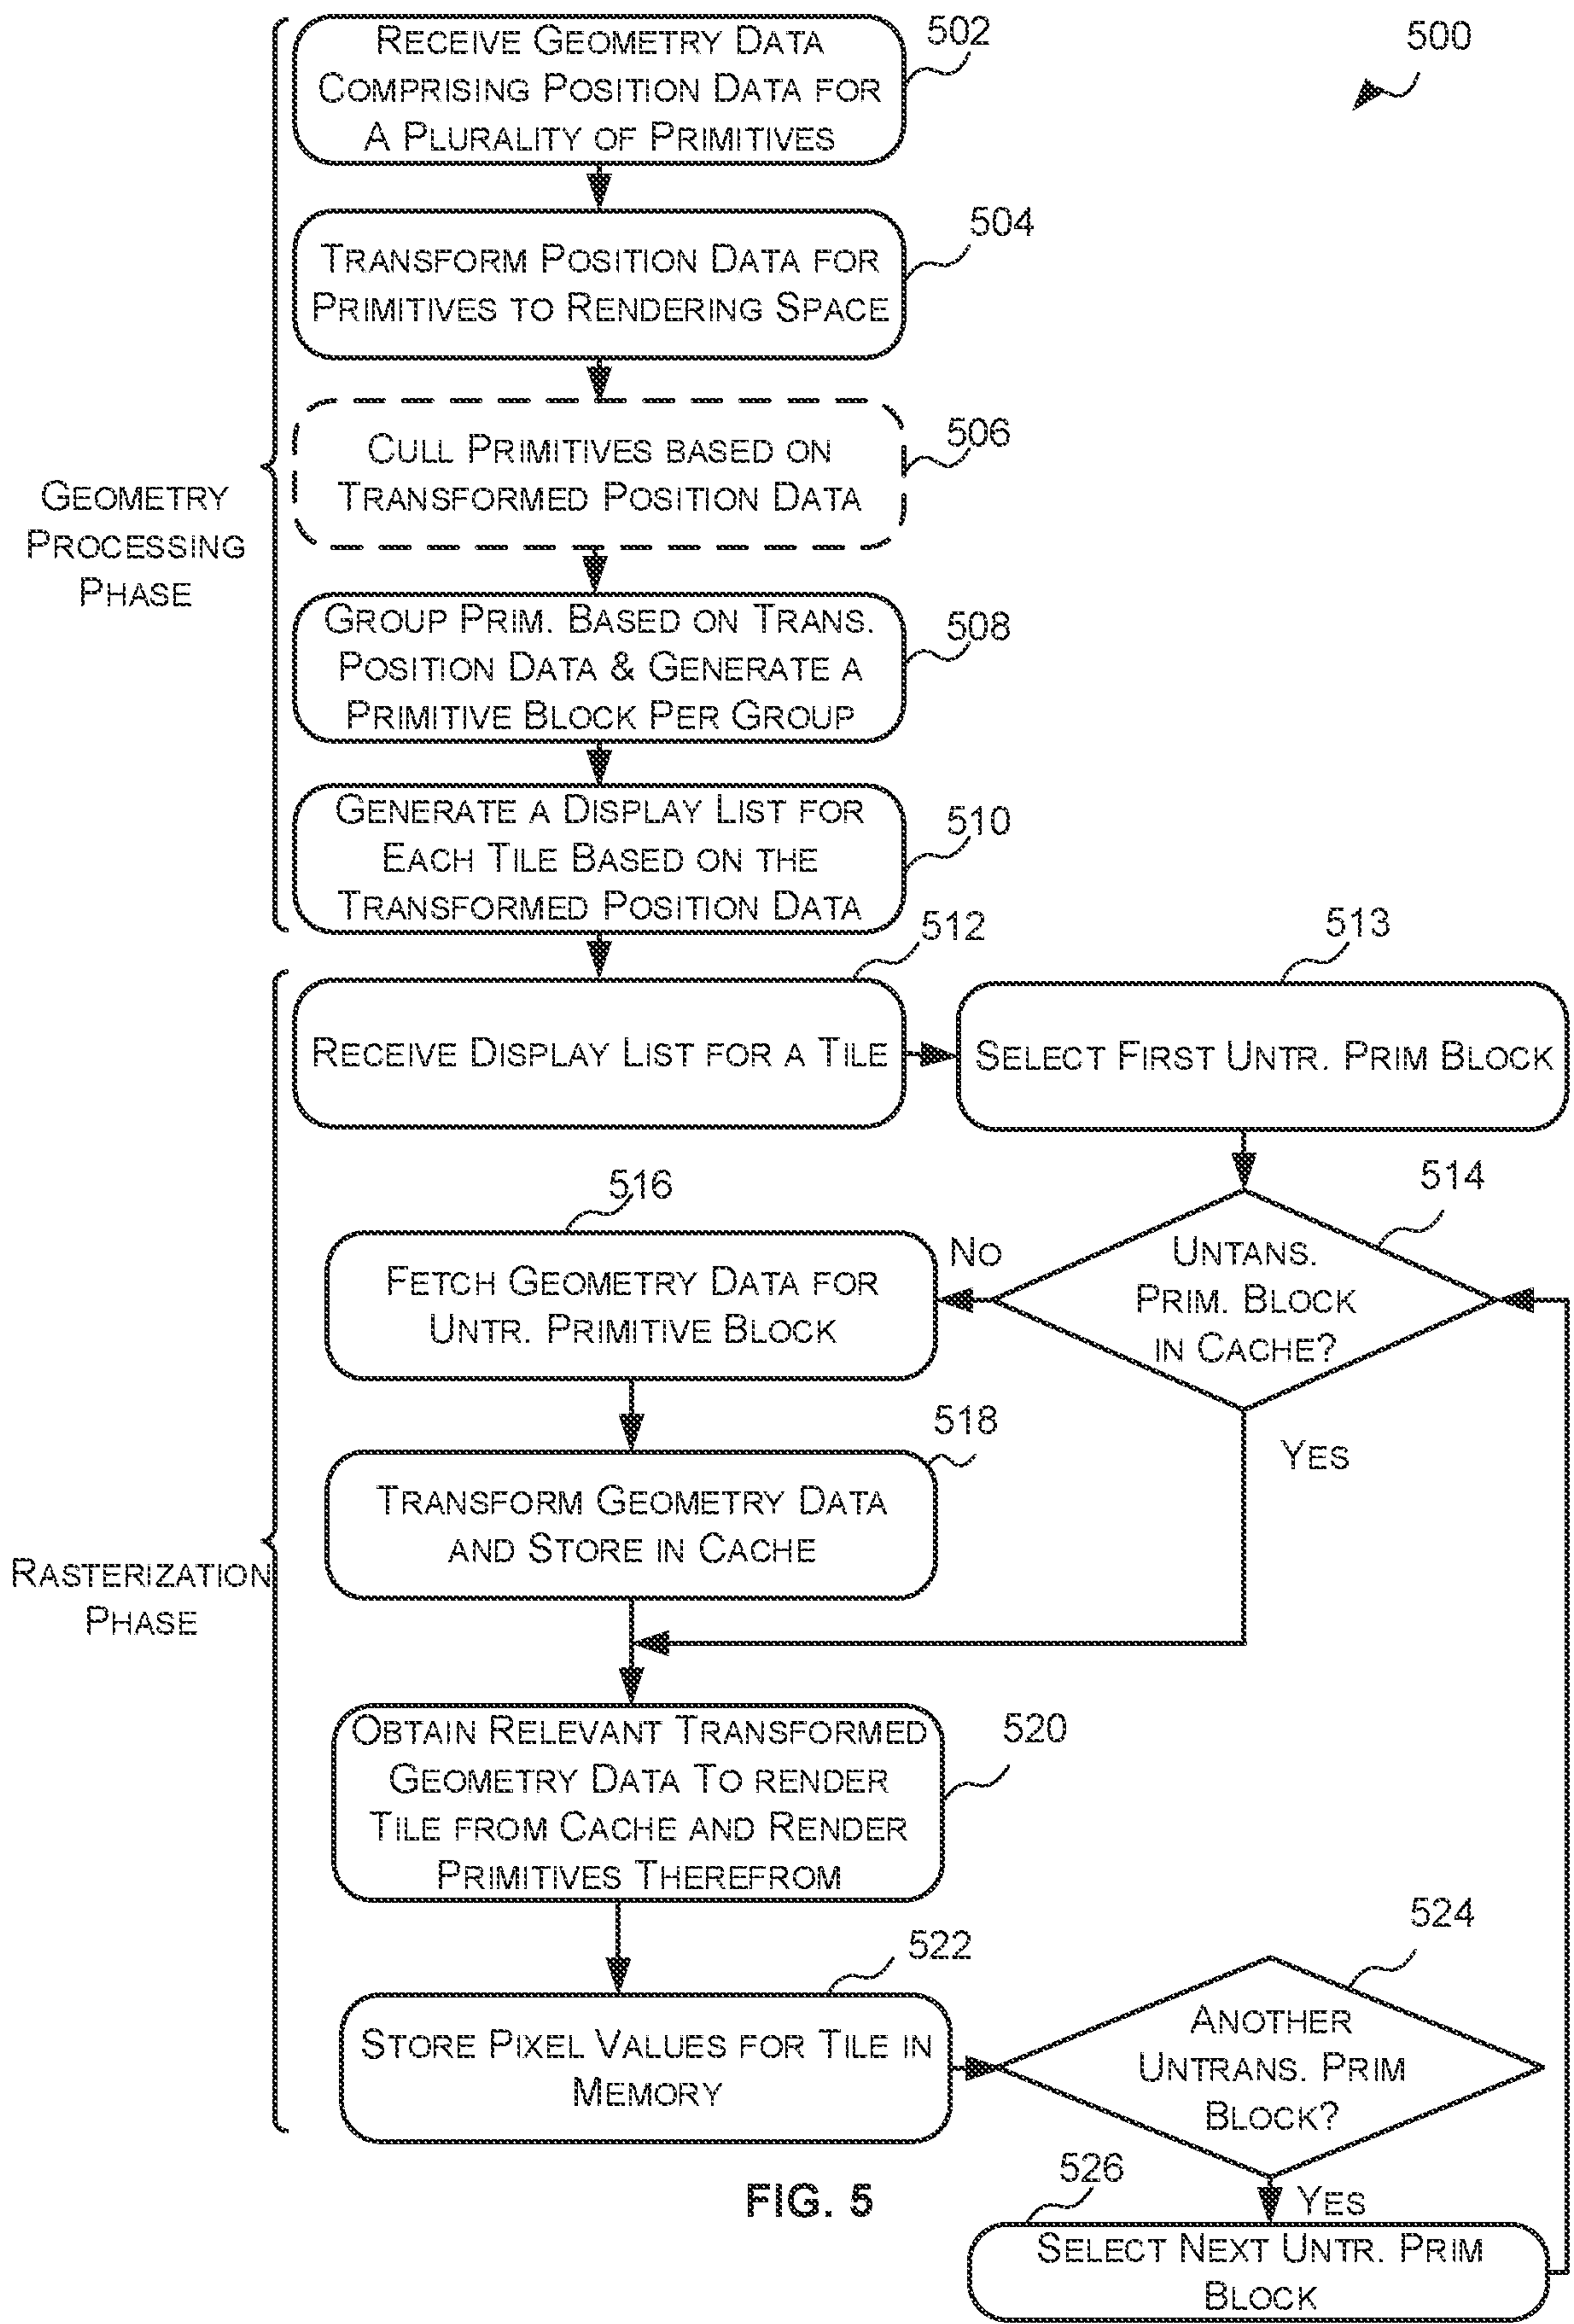 500
502
RECEIVE GEOMETRY DATA
COMPRISING POSITION DATA FOR
A PLURALITY OF PRIMITIVES
504
TRANSFORM POSITION DATA FOR
PRIMITIVES TO RENDERING SPACE
506
CULL PRIMITIVES BASED ON
TRANSFORMED POSITION DATA
GEOMETRY
PROCESSING
PHASE
508
GROUP PRIM. BASED ON TRANS.
POSITION DATA & GENERATE A
PRIMITIVE BLOCK PER GROUP
510
GENERATE A DISPLAY LIST FOR
EACH TILE BASED ON THE
TRANSFORMED POSITION DATA
512
RECEIVE DISPLAY LIST FOR A TILE
513
SELECT FIRST UNTR. PRIM BLOCK
514
UNTANS.
PRIM. BLOCK
IN CACHE?
NO
YES
516
FETCH GEOMETRY DATA FOR
UNTR. PRIMITIVE BLOCK
518
TRANSFORM GEOMETRY DATA
AND STORE IN CACHE
RASTERIZATION
PHASE
520
OBTAIN RELEVANT TRANSFORMED
GEOMETRY DATA TO RENDER
TILE FROM CACHE AND RENDER
PRIMITIVES THEREFROM
522
STORE PIXEL VALUES FOR TILE IN
MEMORY
524
ANOTHER
UNTRANS. PRIM
BLOCK?
YES
526
SELECT NEXT UNTR. PRIM
BLOCK
FIG. 5